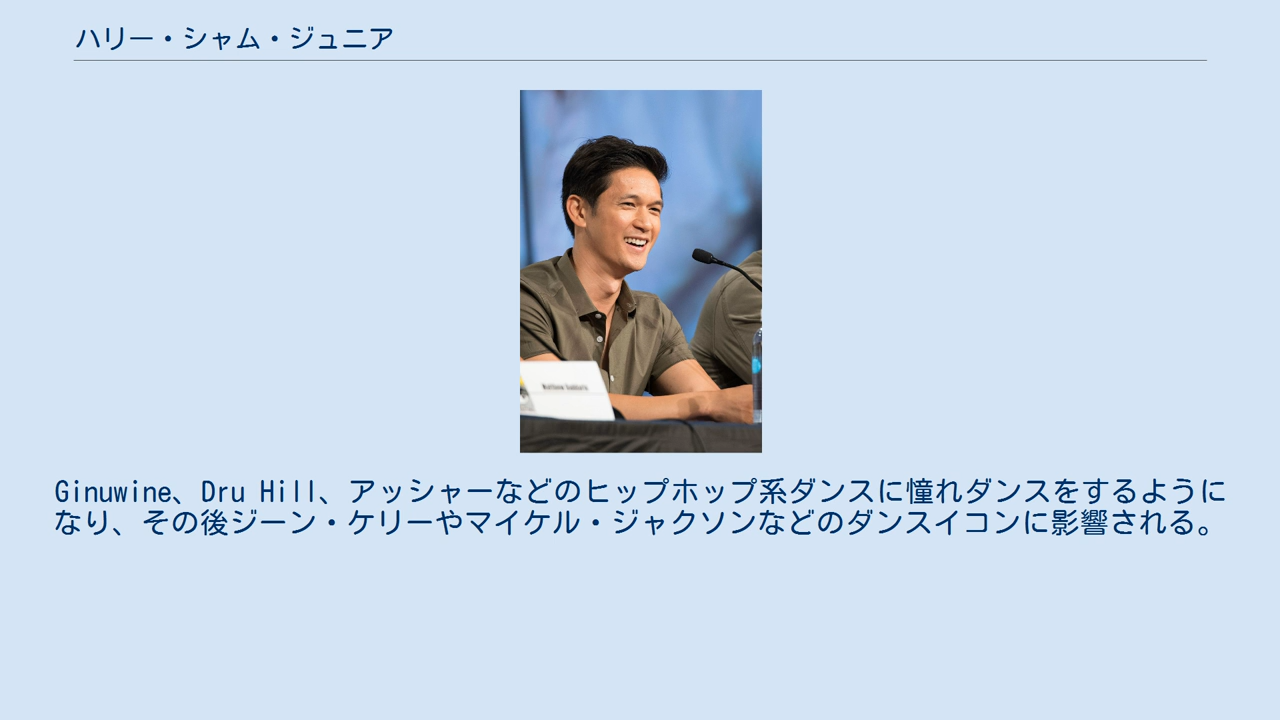 ハリー・シャム・ジュニア
Ginuwine、Dru Hill、アッシャーなどのヒップホップ系ダンスに憧れダンスをするように
なり、その後ジーン・ケリーやマイケル・ジャクソンなどのダンスイコンに影響される。